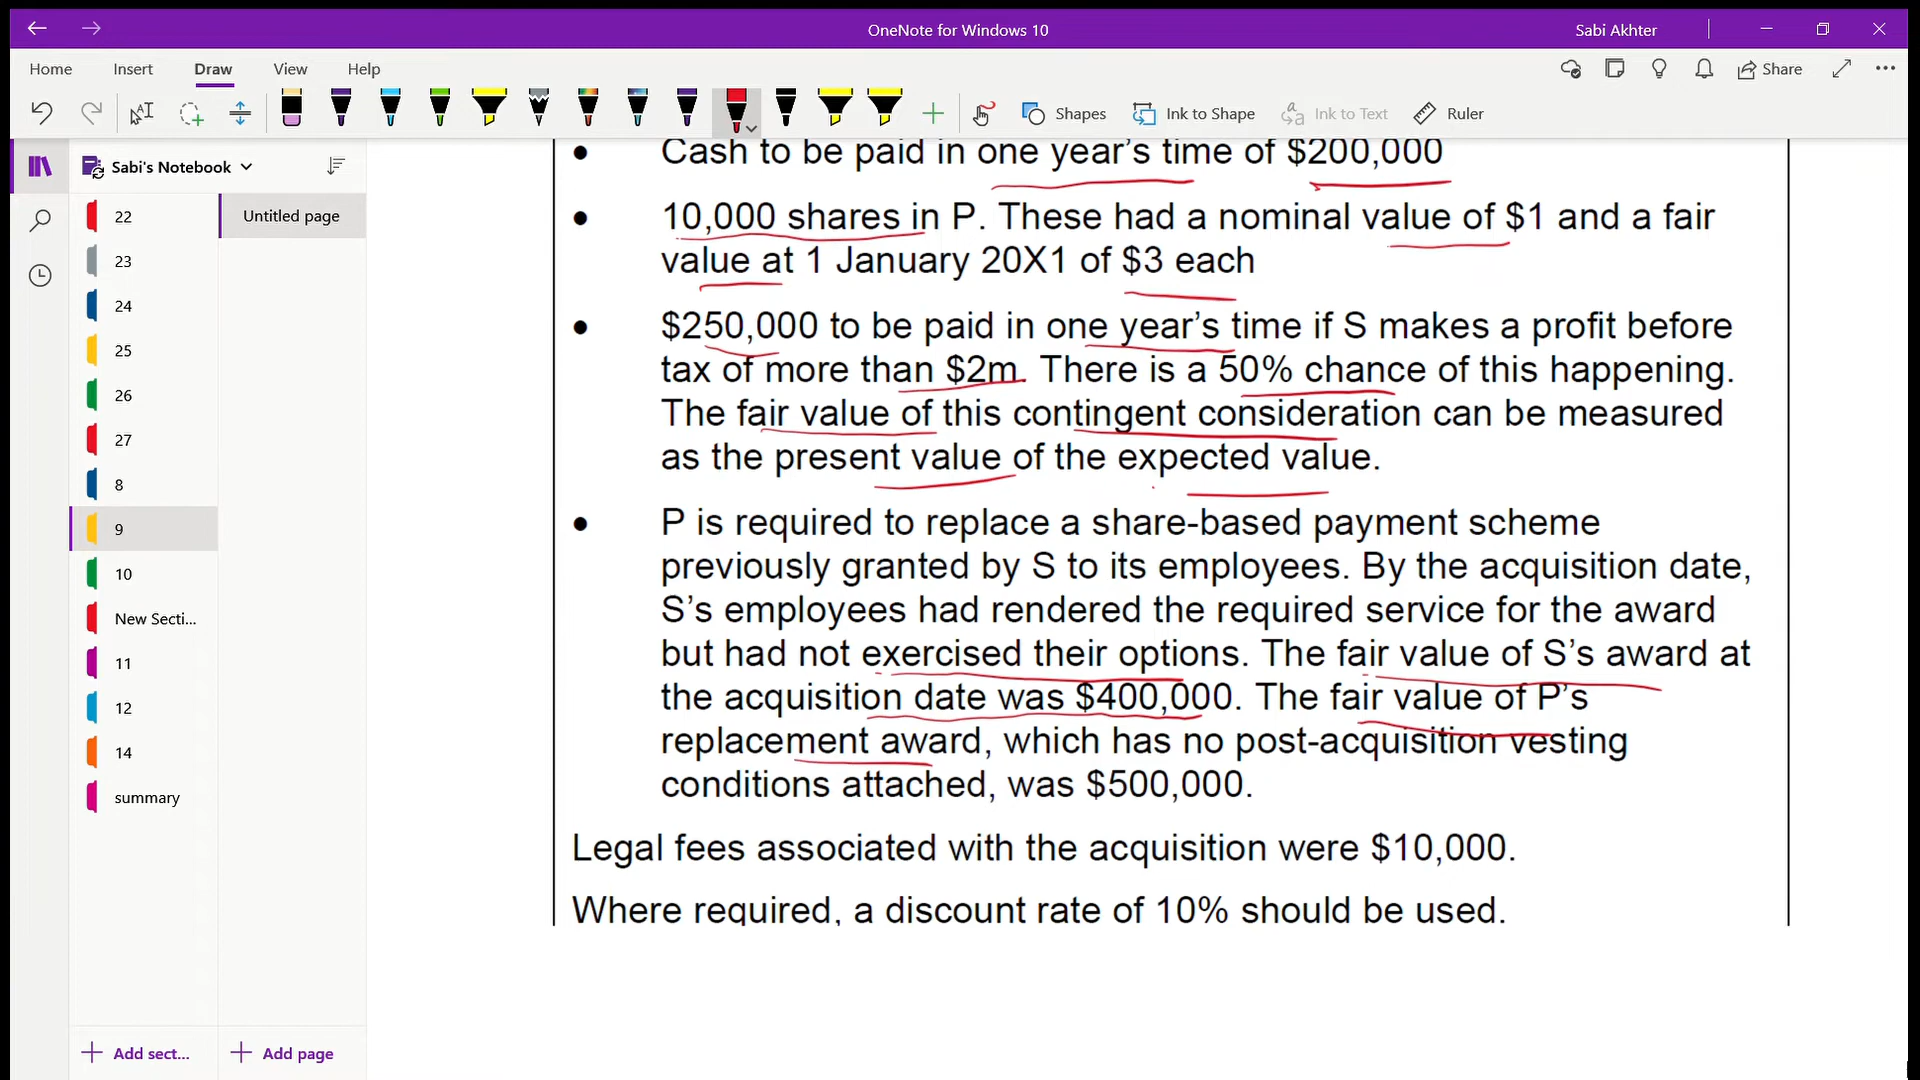 OneNote for Windows 10
Sabi Akhter
Home Insert Draw View Help
Share
Shapes Ink to Shape Ink to Text Ruler
Sabi's Notebook
22
23
24
25
26
27
8
9
10
New Secti...
11
12
14
summary
Add sect...
Untitled page
Add page
• Cash to be paid in one year’s time of $200,000
• 10,000 shares in P. These had a nominal value of $1 and a fair
value at 1 January 20X1 of $3 each
• $250,000 to be paid in one year’s time if S makes a profit before
tax of more than $2m. There is a 50% chance of this happening.
The fair value of this contingent consideration can be measured
as the present value of the expected value.
• P is required to replace a share-based payment scheme
previously granted by S to its employees. By the acquisition date,
S’s employees had rendered the required service for the award
but had not exercised their options. The fair value of S’s award at
the acquisition date was $400,000. The fair value of P’s
replacement award, which has no post-acquisition vesting
conditions attached, was $500,000.
Legal fees associated with the acquisition were $10,000.
Where required, a discount rate of 10% should be used.